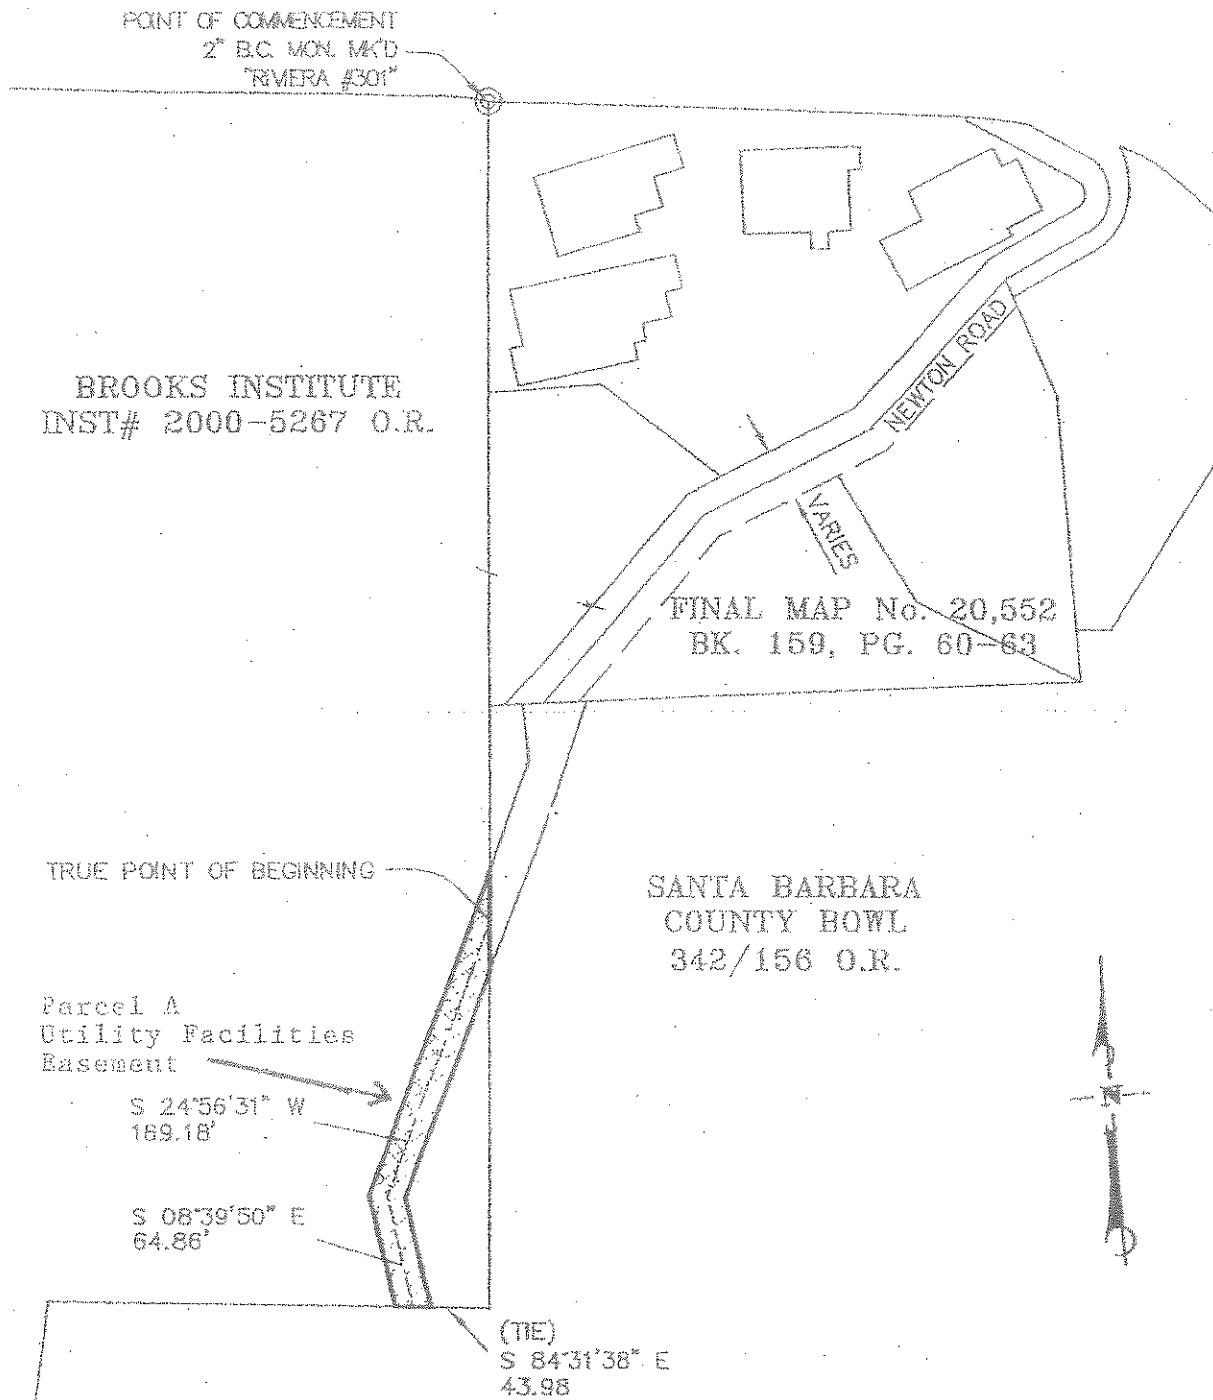 POINT OF COMMENCEMENT
2" B.C. MON. MK'D
"RIVIERA #301"
BROOKS INSTITUTE
INST# 2000-5267 O.R.
NEWTON ROAD
VARIES
FINAL MAP No. 20,552
BK. 159, PG. 60-63
TRUE POINT OF BEGINNING
SANTA BARBARA
COUNTY BOWL
342/156 O.R.
Parcel A
Utility Facilities
Easement
S 24°56'31" W
169.18'
S 08°39'50" E
64.86'
(TIE)
S 84°31'38" E
43.98
N